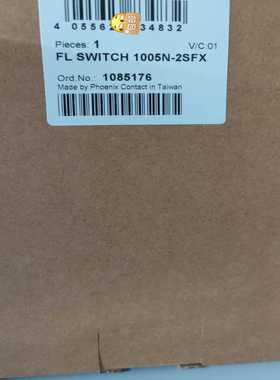 Pieces: 1 V/C:01
FL SWITCH 1005N-2SFX
Ord.No.: 1085176
Made by Phoenix Contact in Taiwan